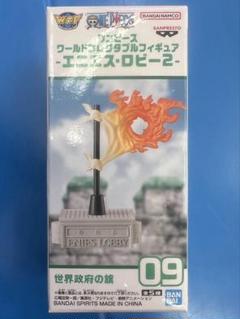 WCF
ONE PIECE
BANDAI NAMCO
BANPRESTO
ワンピース
ワールドコレクタブルフィギュア
-エニエス・ロビー2-
ENIES LOBBY
世界政府の旗
09
BANDAI
BANDAI SPIRITS MADE IN CHINA